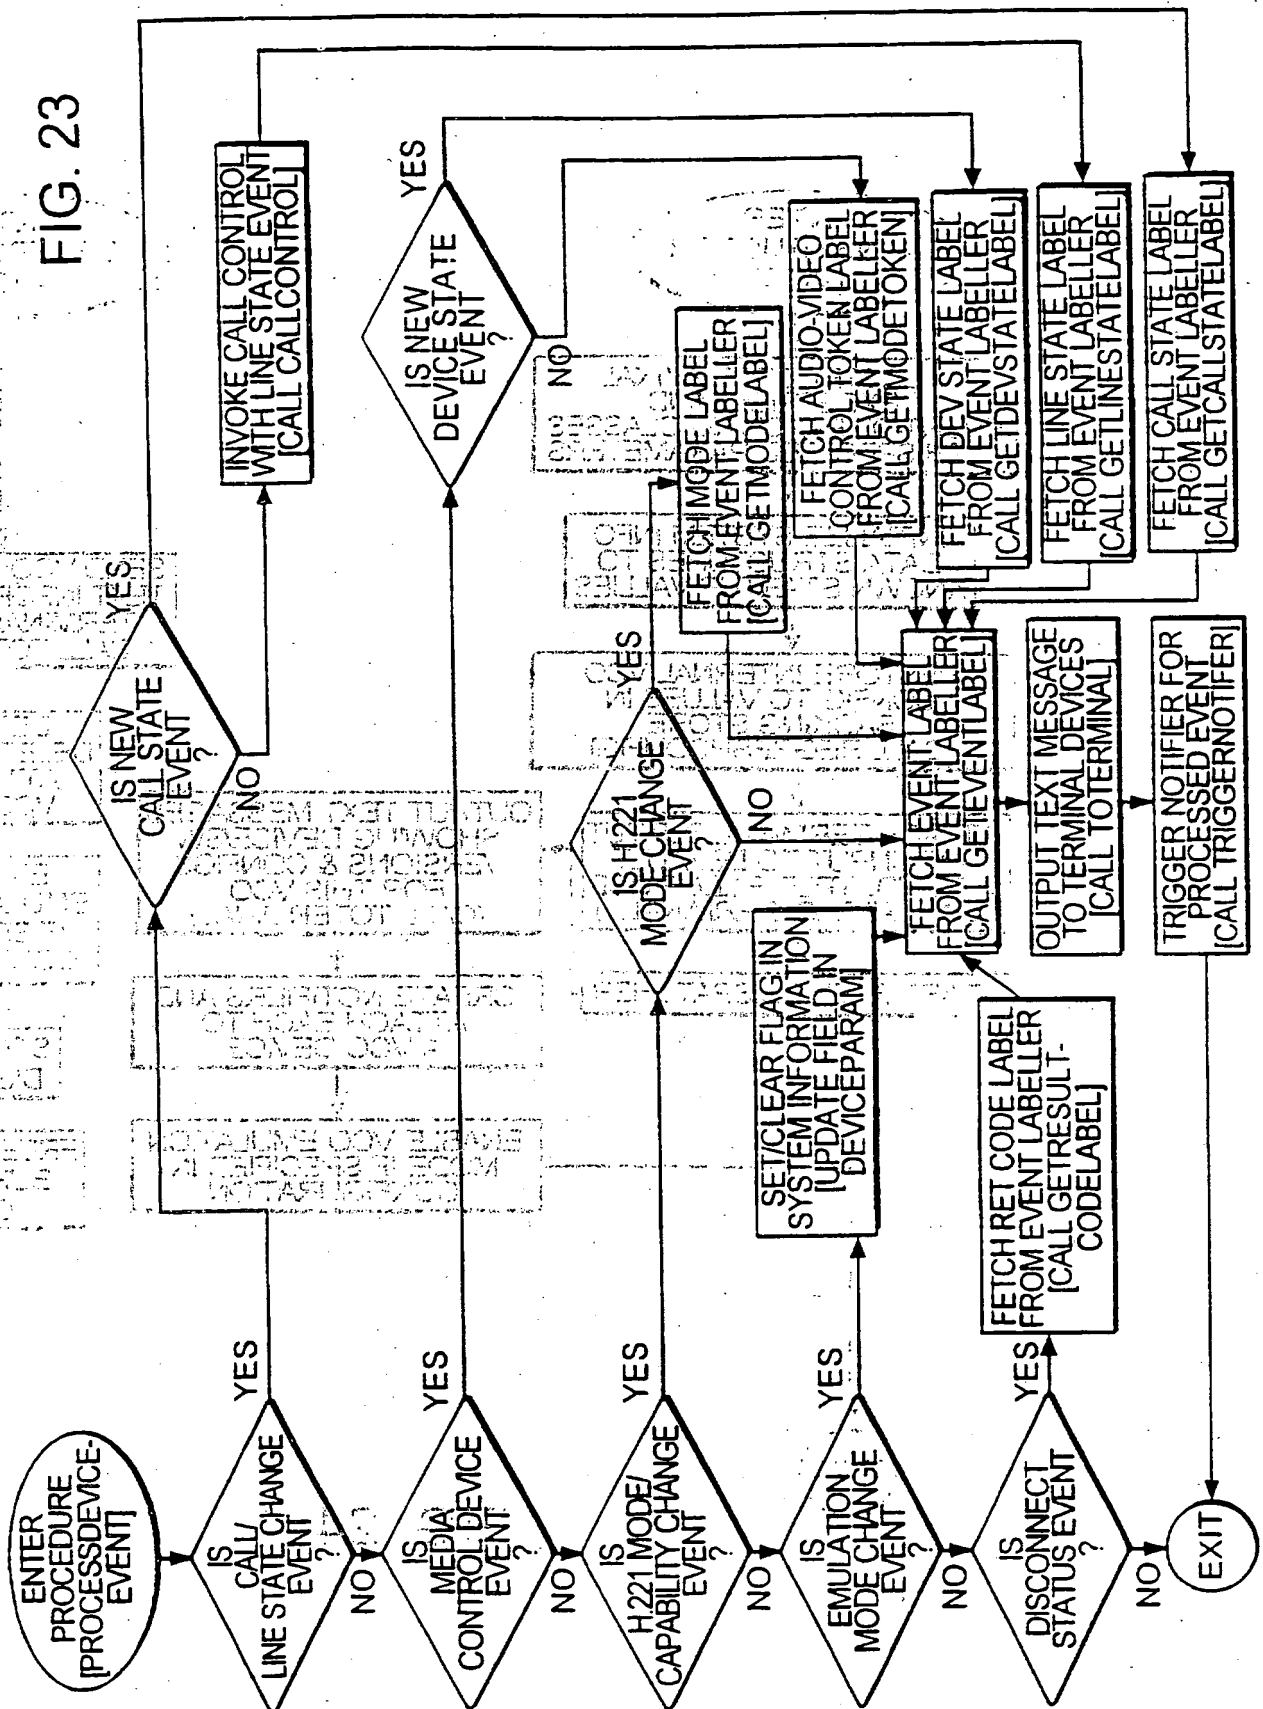 FIG. 23
ENTER
PROCEDURE
[PROCESSDEVICE-
EVENT]
IS
CALL/
LINE STATE CHANGE
EVENT
?
YES
NO
IS
MEDIA
CONTROL DEVICE
EVENT
?
YES
NO
IS
H.221 MODE/
CAPABILITY CHANGE
EVENT
?
YES
NO
IS
EMULATION
MODE CHANGE
EVENT
?
YES
NO
IS
DISCONNECT
STATUS EVENT
?
YES
NO
EXIT
IS NEW
CALL STATE
EVENT
?
YES
NO
INVOKE CALL CONTROL
WITH LINE STATE EVENT
[CALL CALLCONTROL]
IS NEW
DEVICE STATE
EVENT
?
YES
NO
IS H.221
MODE CHANGE
EVENT
?
YES
NO
SET/CLEAR FLAG IN
SYSTEM INFORMATION
[UPDATE FIELD IN
DEVICEPARAM]
FETCH RET CODE LABEL
FROM EVENT LABELLER
[CALL GETRESULT-
CODELABEL]
FETCH MODE LABEL
FROM EVENT LABELLER
[CALL GETMODELABEL]
FETCH AUDIO-VIDEO
CONTROL TOKEN LABEL
FROM EVENT LABELLER
[CALL GETMODETOKEN]
FETCH DEV STATE LABEL
FROM EVENT LABELLER
[CALL GETDEVSTATELABEL]
FETCH LINE STATE LABEL
FROM EVENT LABELLER
[CALL GETLINESTATELABEL]
FETCH CALL STATE LABEL
FROM EVENT LABELLER
[CALL GETCALLSTATELABEL]
FETCH EVENT LABEL
FROM EVENT LABELLER
[CALL GETEVENTLABEL]
OUTPUT TEXT MESSAGE
TO TERMINAL DEVICES
[CALL TOTERMINAL]
TRIGGER NOTIFIER FOR
PROCESSED EVENT
[CALL TRIGGERNOTIFIER]